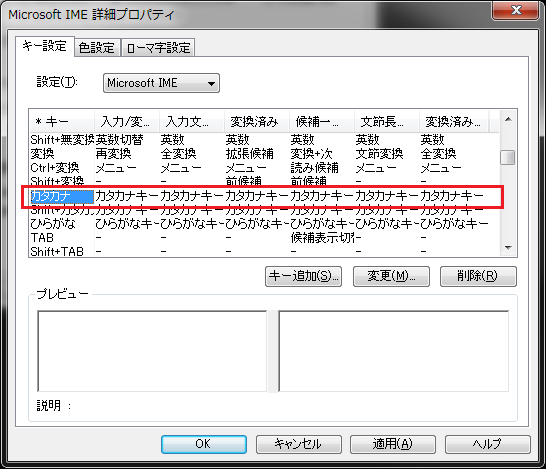 Microsoft IME 詳細プロパティ
キー設定 色設定 ローマ字設定
設定(T): Microsoft IME
* キー 入力/変... 入力文... 変換済み 候補一... 文節長... 変換済み...
Shift+無変換 英数切替 英数 英数 英数 英数 英数
変換 再変換 全変換 拡張候補 変換+次 文節変換 全変換
Ctrl+変換 メニュー メニュー メニュー 読み候補 メニュー メニュー
Shift+変換 - - 前候補 前候補 - -
カタカナ カタカナキー カタカナキー カタカナキー カタカナキー カタカナキー カタカナキー
Shift+カタカナ カタカナキー カタカナキー カタカナキー カタカナキー カタカナキー カタカナキー
ひらがな ひらがなキー ひらがなキー ひらがなキー ひらがなキー ひらがなキー ひらがなキー
TAB - - - 候補表示切 - -
Shift+TAB - - - - - -
キー追加(S)... 変更(M)... 削除(R)
プレビュー
説明 :
OK キャンセル 適用(A) ヘルプ